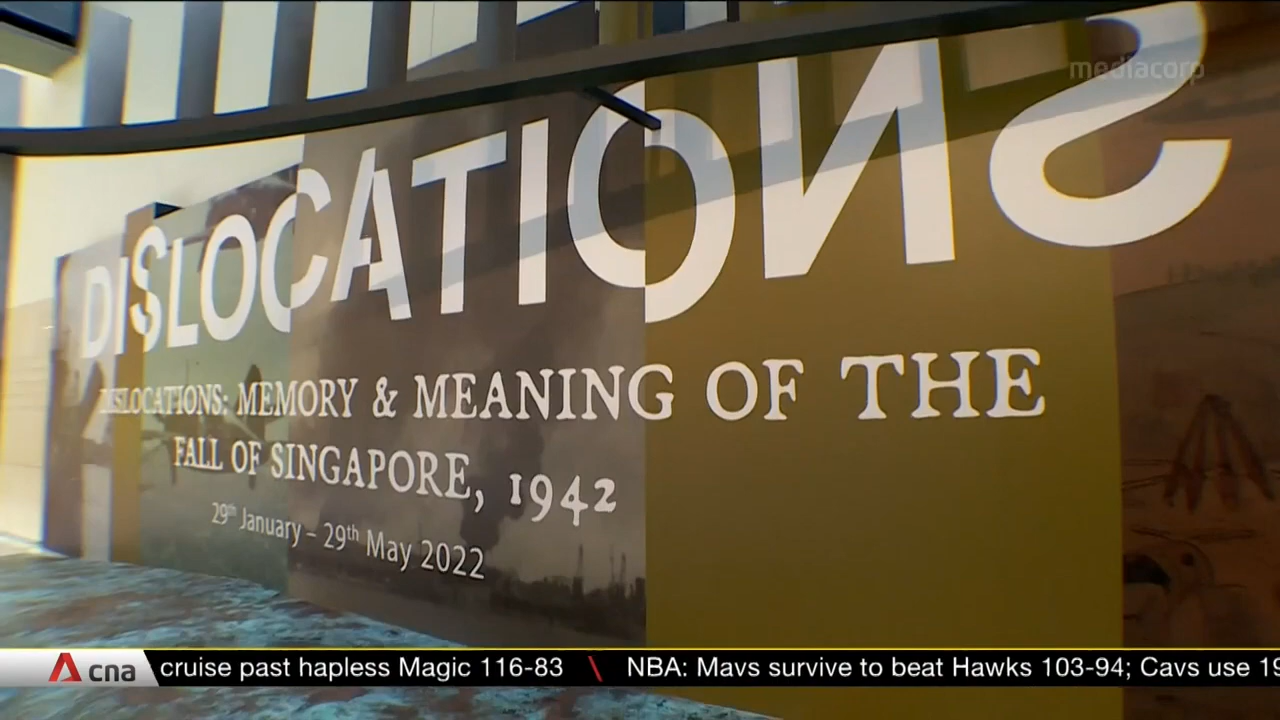 mediacorp
DISLOCATIONS
DISLOCATIONS: MEMORY & MEANING OF THE
FALL OF SINGAPORE, 1942
29th January – 29th May 2022
cna
cruise past hapless Magic 116-83 \ NBA: Mavs survive to beat Hawks 103-94; Cavs use 19